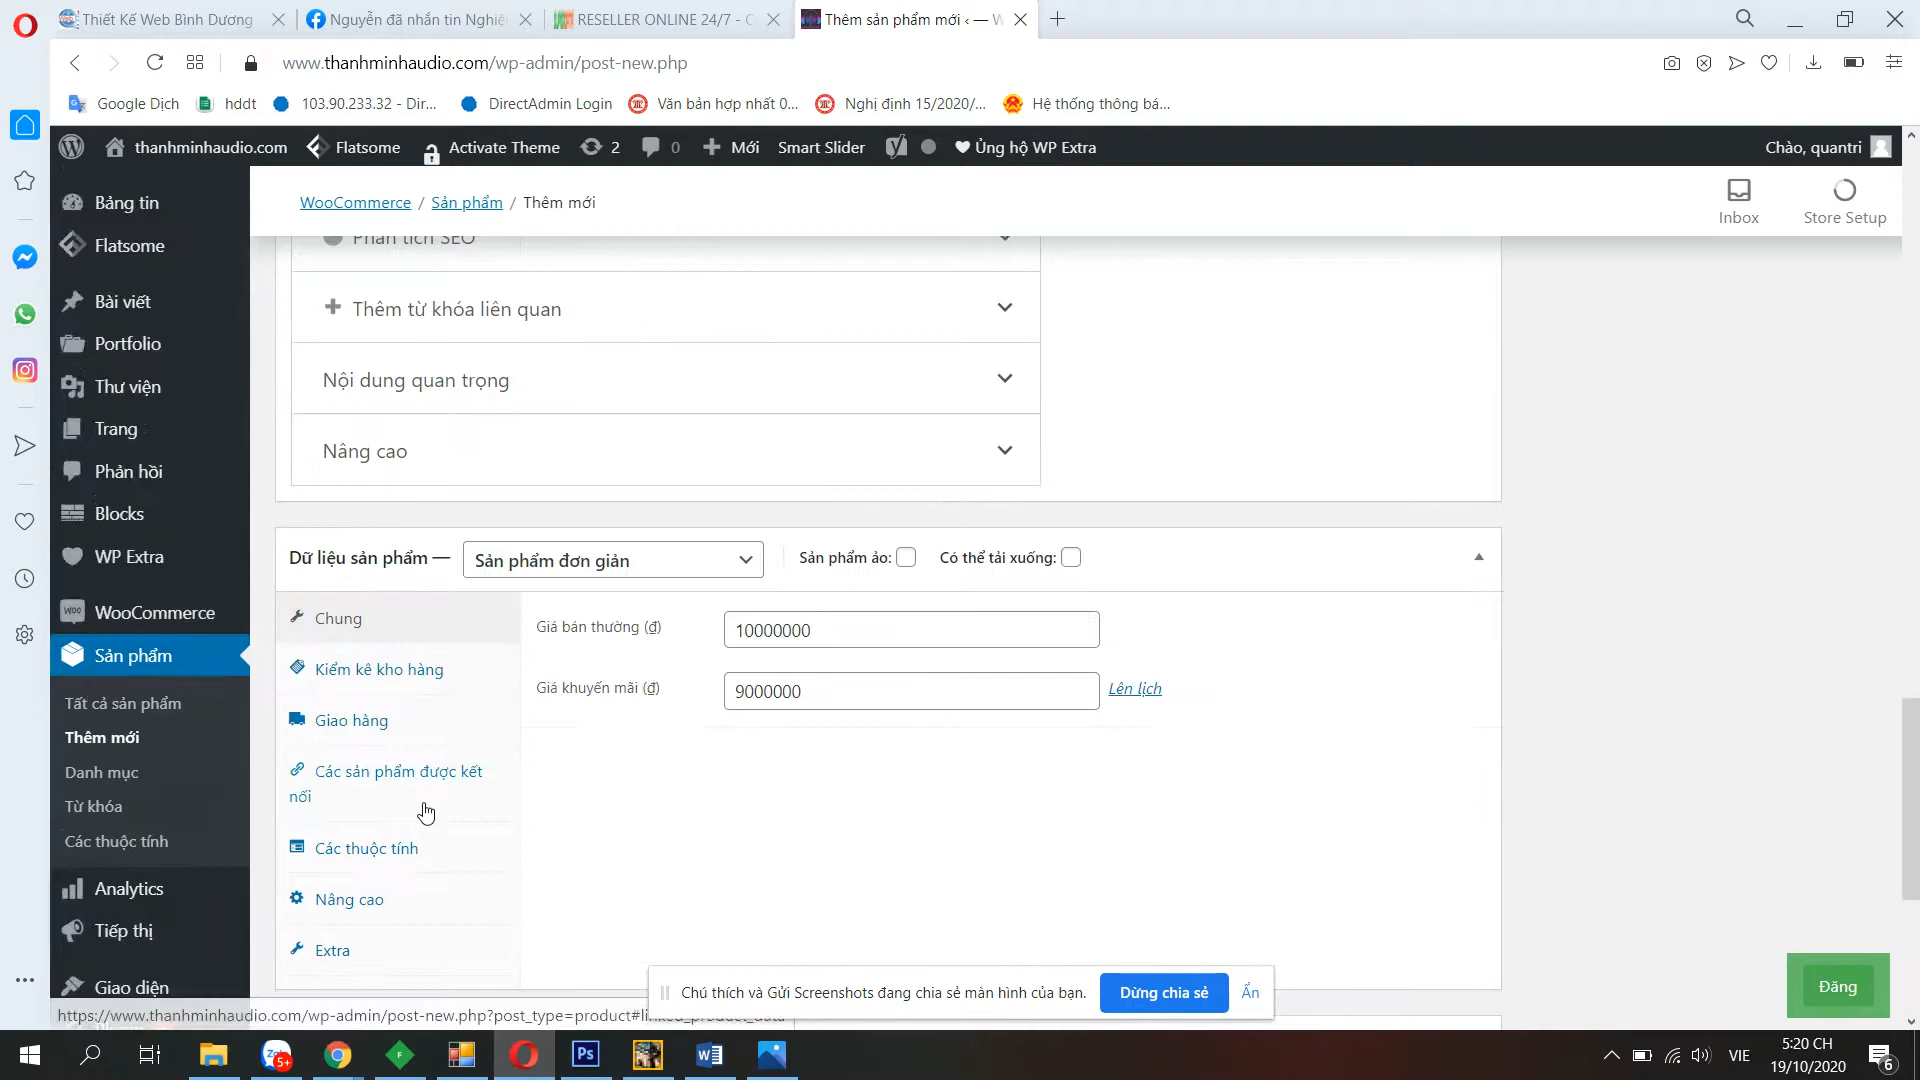 Thiết Kế Web Bình Dương
Nguyễn đã nhắn tin Nghiê
RESELLER ONLINE 24/7 - C
Thêm sản phẩm mới ‹ — W
www.thanhminhaudio.com/wp-admin/post-new.php
Google Dịch
hddt
103.90.233.32 - Dir...
DirectAdmin Login
Văn bản hợp nhất 0...
Nghị định 15/2020/...
Hệ thống thông bá...
thanhminhaudio.com
Flatsome
Activate Theme
2
0
Mới
Smart Slider
Ủng hộ WP Extra
Chào, quantri
Bảng tin
Flatsome
Bài viết
Portfolio
Thư viện
Trang
Phản hồi
Blocks
WP Extra
WooCommerce
Sản phẩm
Tất cả sản phẩm
Thêm mới
Danh mục
Từ khóa
Các thuộc tính
Analytics
Tiếp thị
Giao diện
WooCommerce / Sản phẩm / Thêm mới
Inbox
Store Setup
Phân tích SEO
Thêm từ khóa liên quan
Nội dung quan trọng
Nâng cao
Dữ liệu sản phẩm —
Sản phẩm đơn giản
Sản phẩm ảo:
Có thể tải xuống:
Chung
Kiểm kê kho hàng
Giao hàng
Các sản phẩm được kết
nối
Các thuộc tính
Nâng cao
Extra
Giá bán thường (₫)
10000000
Giá khuyến mãi (₫)
9000000
Lên lịch
Chú thích và Gửi Screenshots đang chia sẻ màn hình của bạn.
Dừng chia sẻ
Ẩn
Đăng
https://www.thanhminhaudio.com/wp-admin/post-new.php?post_type=product#linked_product_data
5+
Ps
VIE
5:20 CH
19/10/2020
6